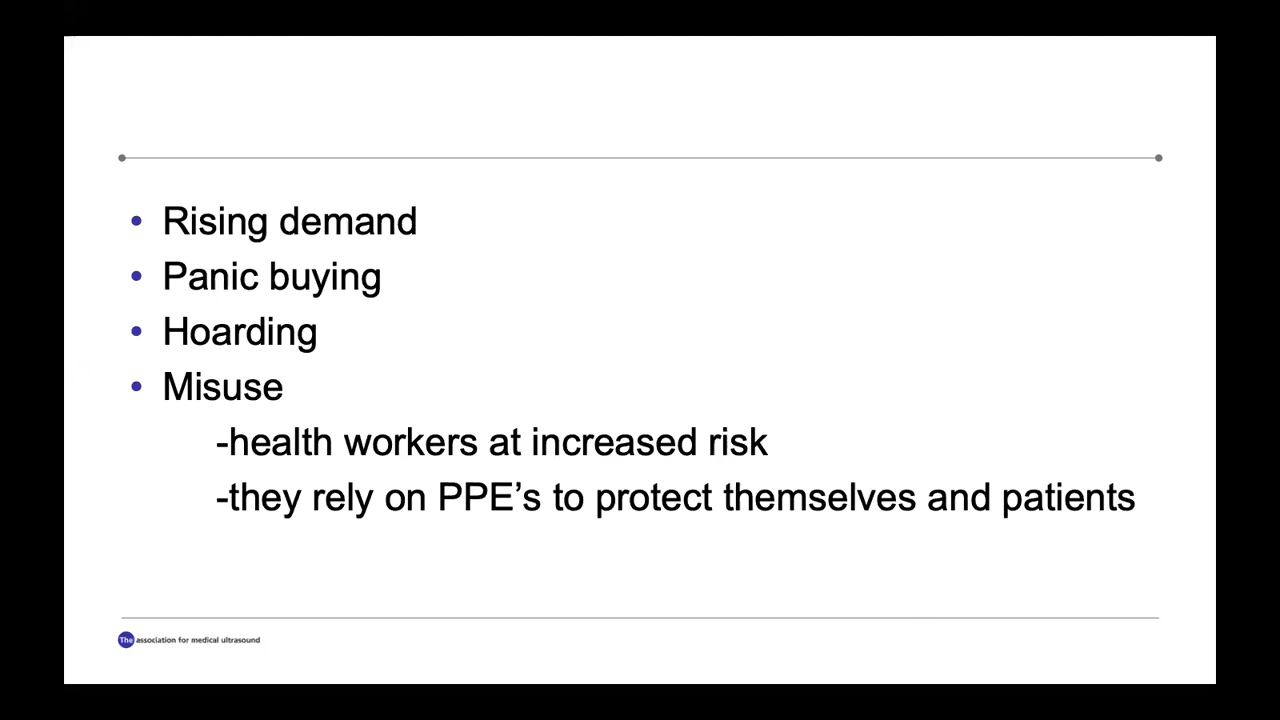 • Rising demand
• Panic buying
• Hoarding
• Misuse
-health workers at increased risk
-they rely on PPE’s to protect themselves and patients
The association for medical ultrasound